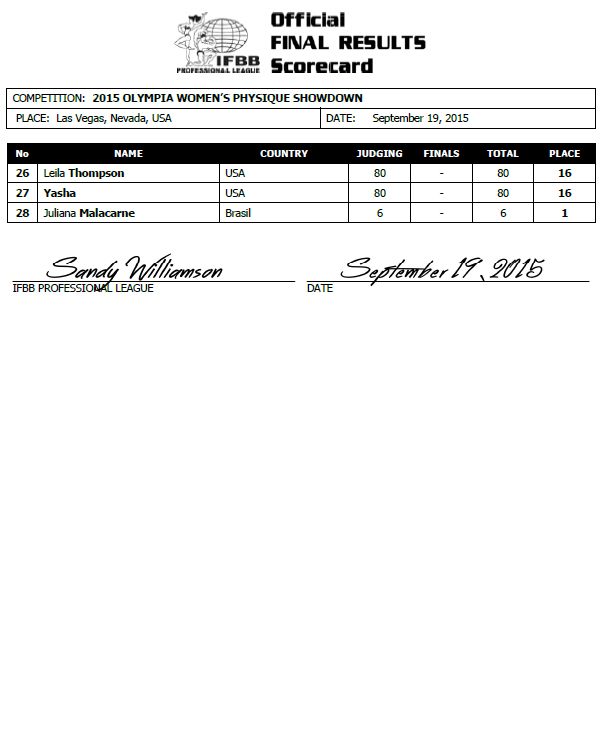 Official
FINAL RESULTS
IFBB
PROFESSIONAL LEAGUE
Scorecard
COMPETITION: 2015 OLYMPIA WOMEN'S PHYSIQUE SHOWDOWN
PLACE: Las Vegas, Nevada, USA DATE: September 19, 2015
No NAME COUNTRY JUDGING FINALS TOTAL PLACE
26 Leila Thompson USA 80 - 80 16
27 Yasha USA 80 - 80 16
28 Juliana Malacarne Brasil 6 - 6 1
Sandy Williamson September 19, 2015
IFBB PROFESSIONAL LEAGUE DATE